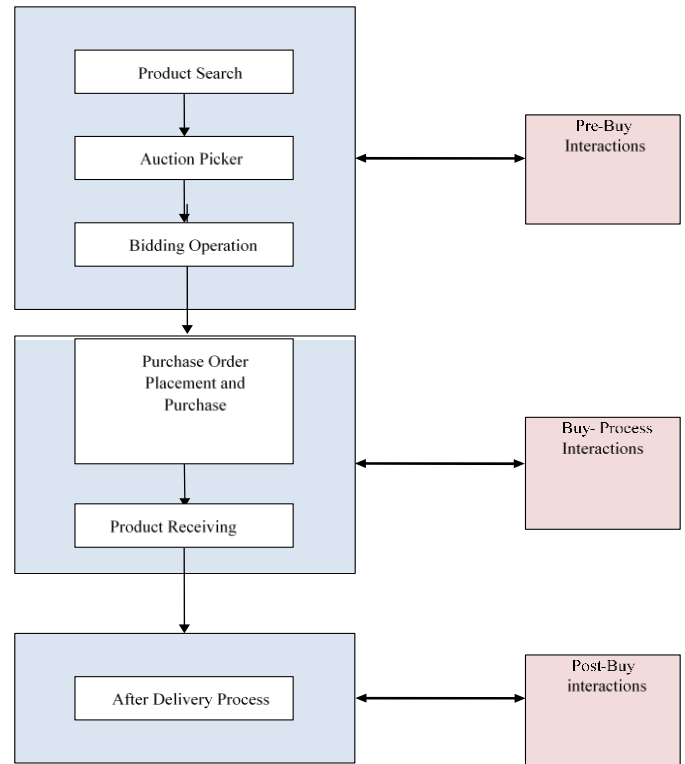 Product Search
Auction Picker
Pre-Buy
Interactions
Bidding Operation
Purchase Order
Placement and
Purchase
Buy- Process
Interactions
Product Receiving
Post-Buy
interactions
After Delivery Process